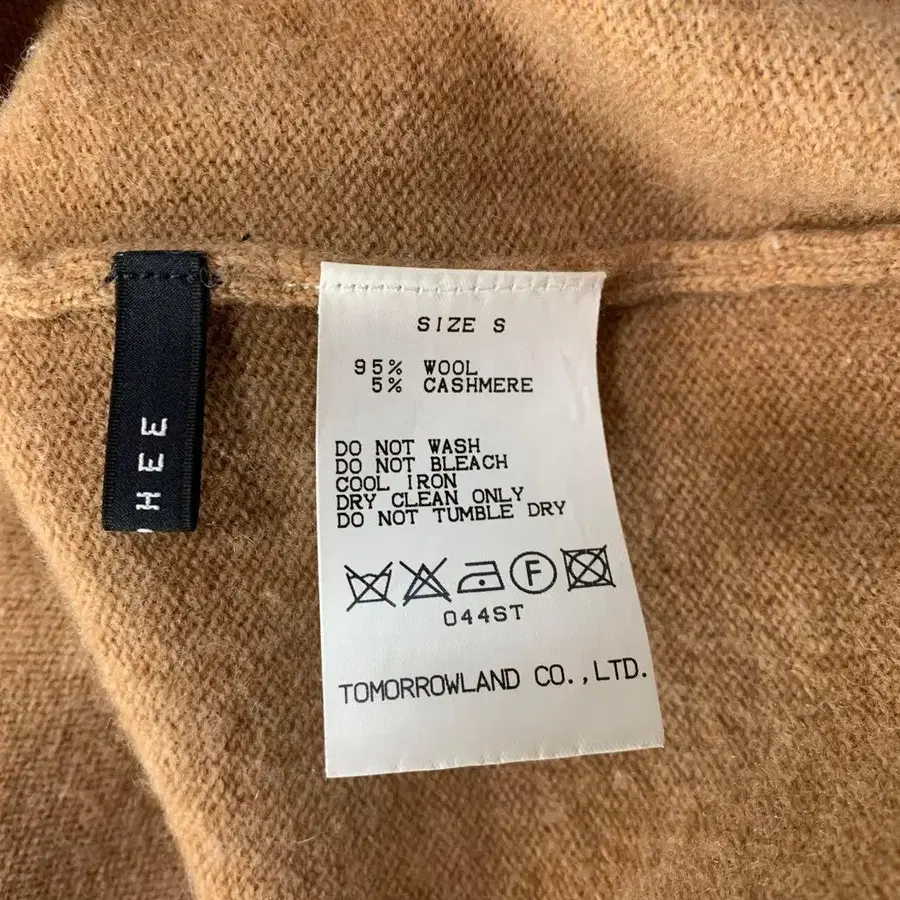 SIZE S
95% WOOL
5% CASHMERE
DO NOT WASH
DO NOT BLEACH
COOL IRON
DRY CLEAN ONLY
DO NOT TUMBLE DRY
F
044ST
TOMORROWLAND CO.,LTD.
HEE